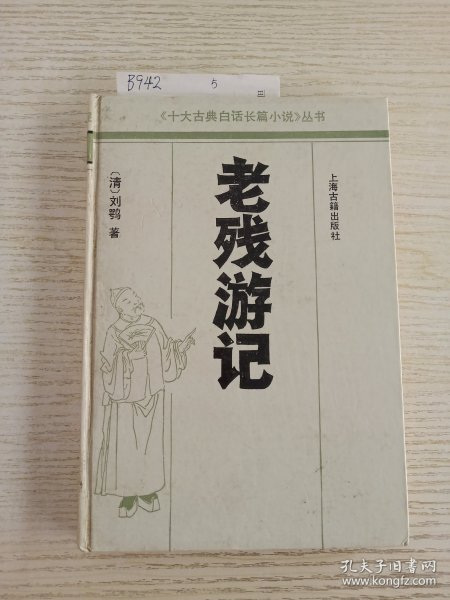 B942 5
《十大古典白话长篇小说》丛书
老残游记
〔清〕刘鹗 著
上海古籍出版社
孔夫子旧书网
www.kongfz.com